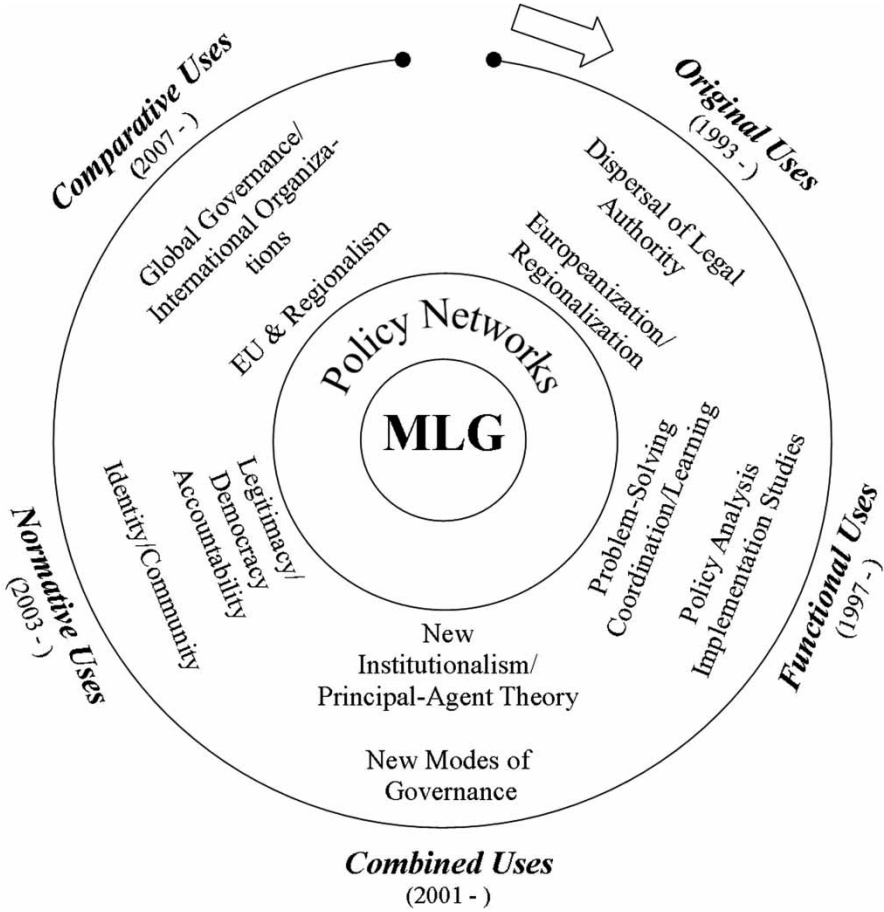 MLG
Policy Networks
Original Uses
(1993 - )
Dispersal of Legal
Authority
Europeanization/
Regionalization
Functional Uses
(1997 - )
Problem-Solving
Coordination/Learning
Policy Analysis
Implementation Studies
Combined Uses
(2001 - )
New
Institutionalism/
Principal-Agent Theory
New Modes of
Governance
Normative Uses
(2003 - )
Identity/Community
Legitimacy/
Democracy
Accountability
Comparative Uses
(2007 - )
Global Governance/
International Organiza-
tions
EU & Regionalism